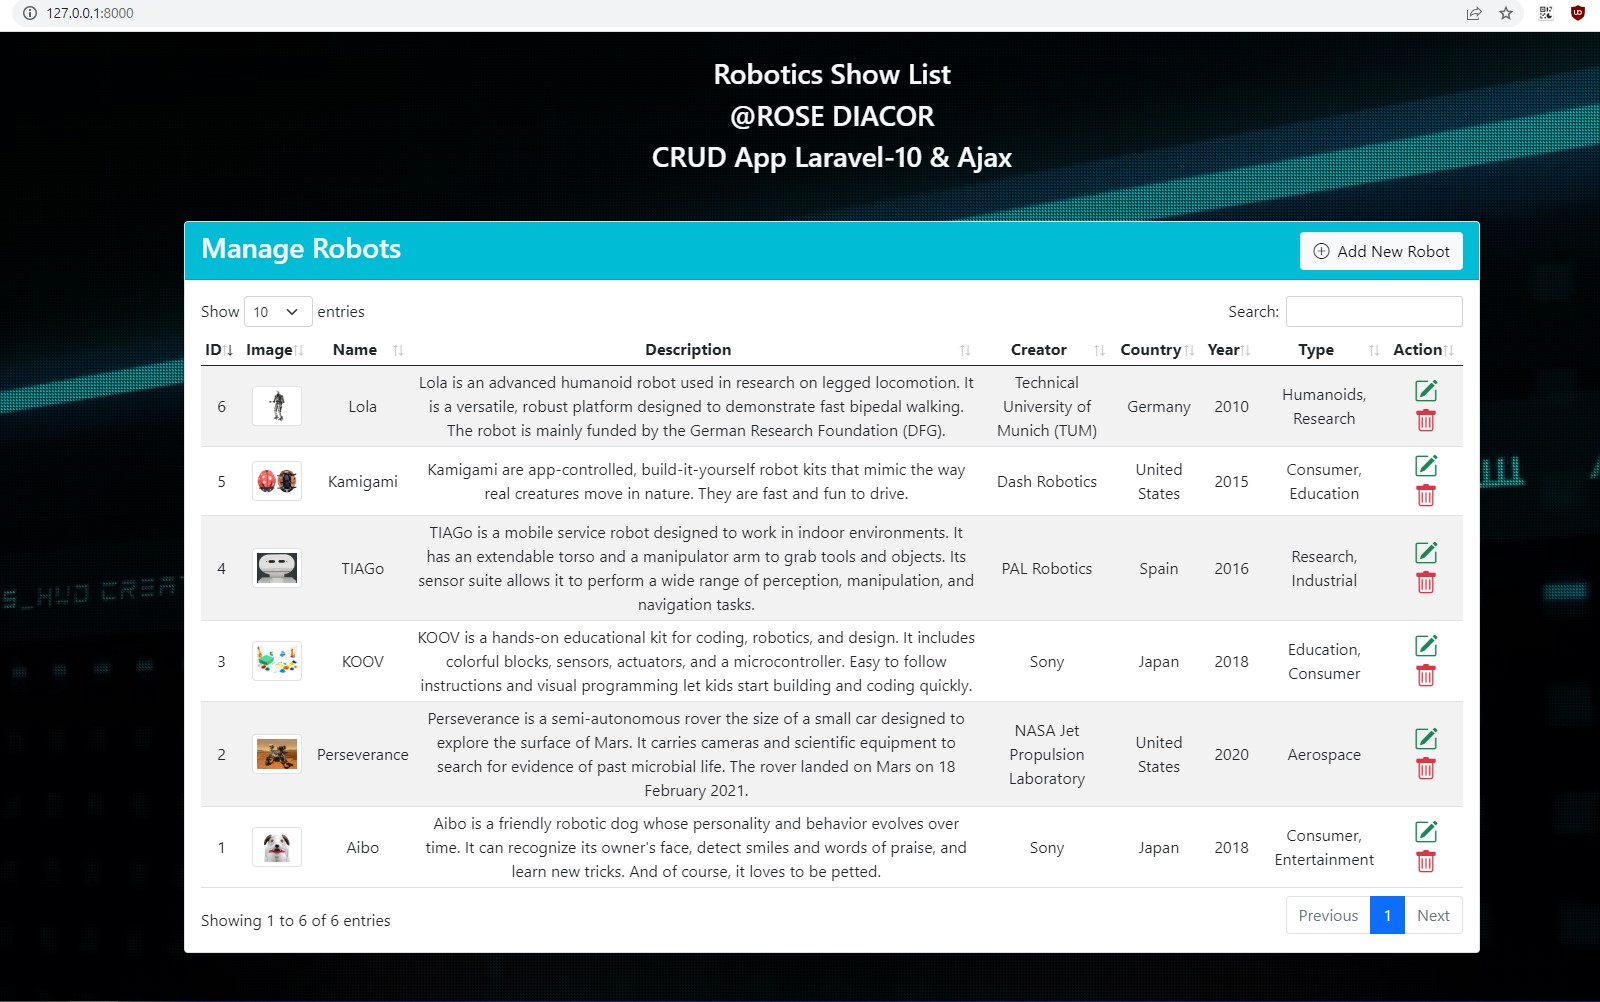 127.0.0.1:8000
Robotics Show List
@ROSE DIACOR
CRUD App Laravel-10 & Ajax
Manage Robots
Add New Robot
Show 10 entries
Search:
ID Image Name Description Creator Country Year Type Action
6
Lola
Lola is an advanced humanoid robot used in research on legged locomotion. It
is a versatile, robust platform designed to demonstrate fast bipedal walking.
The robot is mainly funded by the German Research Foundation (DFG).
Technical
University of
Munich (TUM)
Germany
2010
Humanoids,
Research
5
Kamigami
Kamigami are app-controlled, build-it-yourself robot kits that mimic the way
real creatures move in nature. They are fast and fun to drive.
Dash Robotics
United
States
2015
Consumer,
Education
4
TIAGo
TIAGo is a mobile service robot designed to work in indoor environments. It
has an extendable torso and a manipulator arm to grab tools and objects. Its
sensor suite allows it to perform a wide range of perception, manipulation, and
navigation tasks.
PAL Robotics
Spain
2016
Research,
Industrial
3
KOOV
KOOV is a hands-on educational kit for coding, robotics, and design. It includes
colorful blocks, sensors, actuators, and a microcontroller. Easy to follow
instructions and visual programming let kids start building and coding quickly.
Sony
Japan
2018
Education,
Consumer
2
Perseverance
Perseverance is a semi-autonomous rover the size of a small car designed to
explore the surface of Mars. It carries cameras and scientific equipment to
search for evidence of past microbial life. The rover landed on Mars on 18
February 2021.
NASA Jet
Propulsion
Laboratory
United
States
2020
Aerospace
1
Aibo
Aibo is a friendly robotic dog whose personality and behavior evolves over
time. It can recognize its owner's face, detect smiles and words of praise, and
learn new tricks. And of course, it loves to be petted.
Sony
Japan
2018
Consumer,
Entertainment
Showing 1 to 6 of 6 entries
Previous 1 Next
S_HUD CREAT